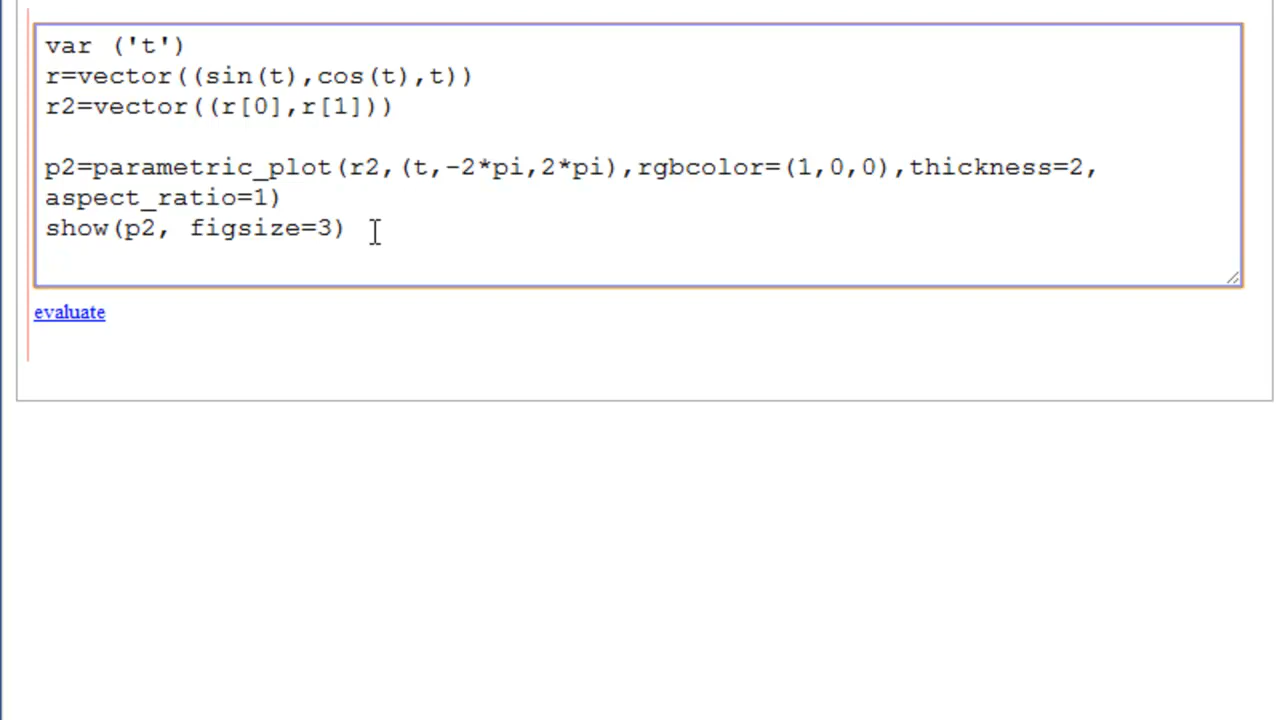 var ('t')
r=vector((sin(t),cos(t),t))
r2=vector((r[0],r[1]))
p2=parametric_plot(r2,(t,-2*pi,2*pi),rgbcolor=(1,0,0),thickness=2,
aspect_ratio=1)
show(p2, figsize=3)
evaluate